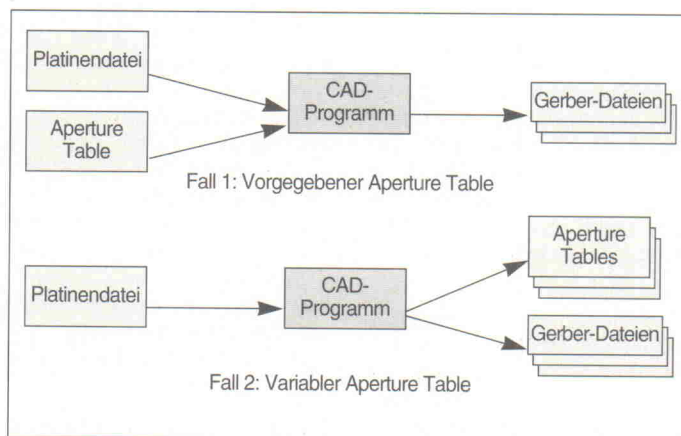 Platinendatei
Aperture
Table
CAD-
Programm
Gerber-Dateien
Fall 1: Vorgegebener Aperture Table
Platinendatei
CAD-
Programm
Aperture
Tables
Gerber-Dateien
Fall 2: Variabler Aperture Table